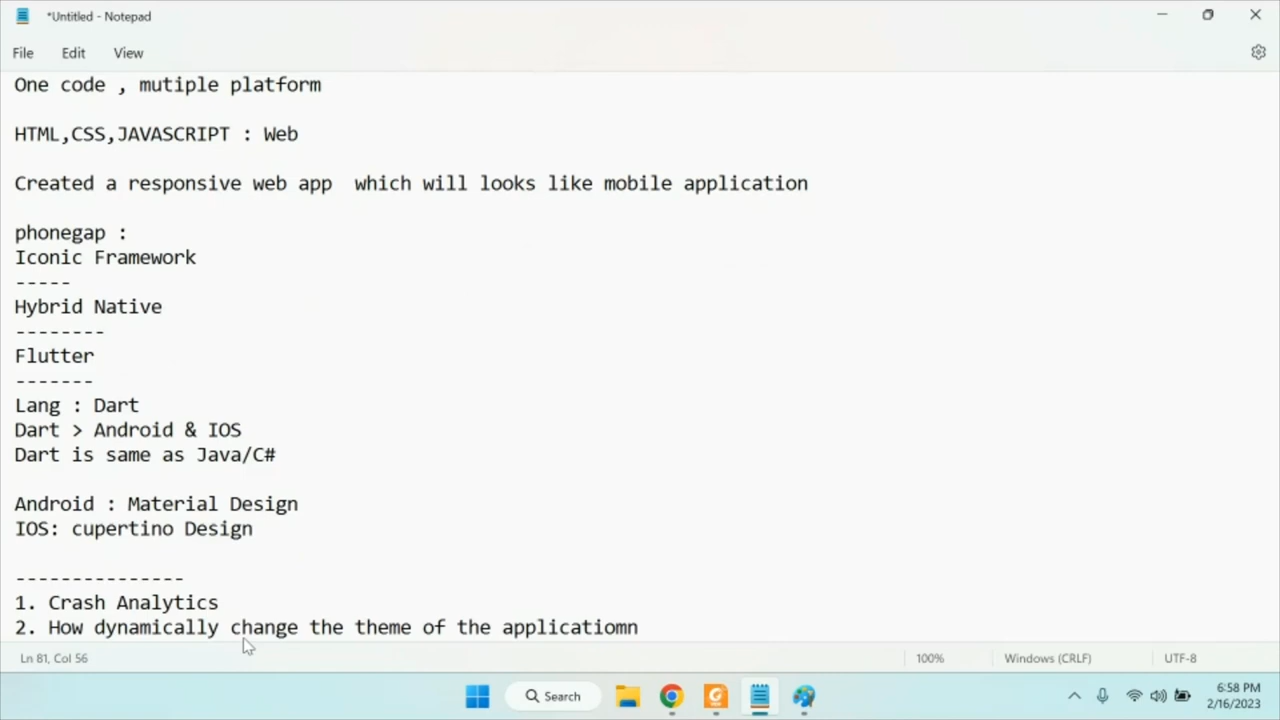 *Untitled - Notepad
File Edit View
One code , mutiple platform
HTML,CSS,JAVASCRIPT : Web
Created a responsive web app  which will looks like mobile application
phonegap :
Iconic Framework
-----
Hybrid Native
--------
Flutter
-------
Lang : Dart
Dart > Android & IOS
Dart is same as Java/C#
Android : Material Design
IOS: cupertino Design
---------------
1. Crash Analytics
2. How dynamically change the theme of the applicatiomn
Ln 81, Col 56 100% Windows (CRLF) UTF-8
Search
6:58 PM
2/16/2023